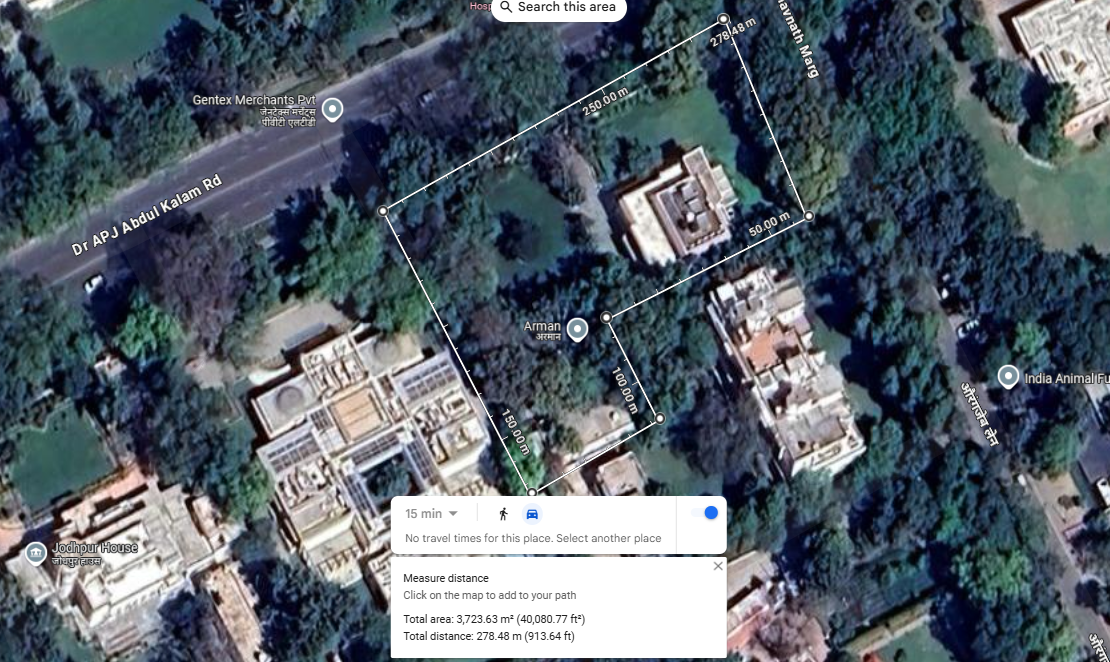 Search this area
278.48 m
250.00 m
Gentex Merchants Pvt
जेनटेक्स मर्चेंट्स
पीवीटी एलटीडी
Dr APJ Abdul Kalam Rd
50.00 m
Arman
अरमान
100.00 m
India Animal Fu
औरंगजेब लेन
150.00 m
15 min
No travel times for this place. Select another place
Jodhpur House
जोधपुर हाउस
Measure distance
Click on the map to add to your path
Total area: 3,723.63 m² (40,080.77 ft²)
Total distance: 278.48 m (913.64 ft)